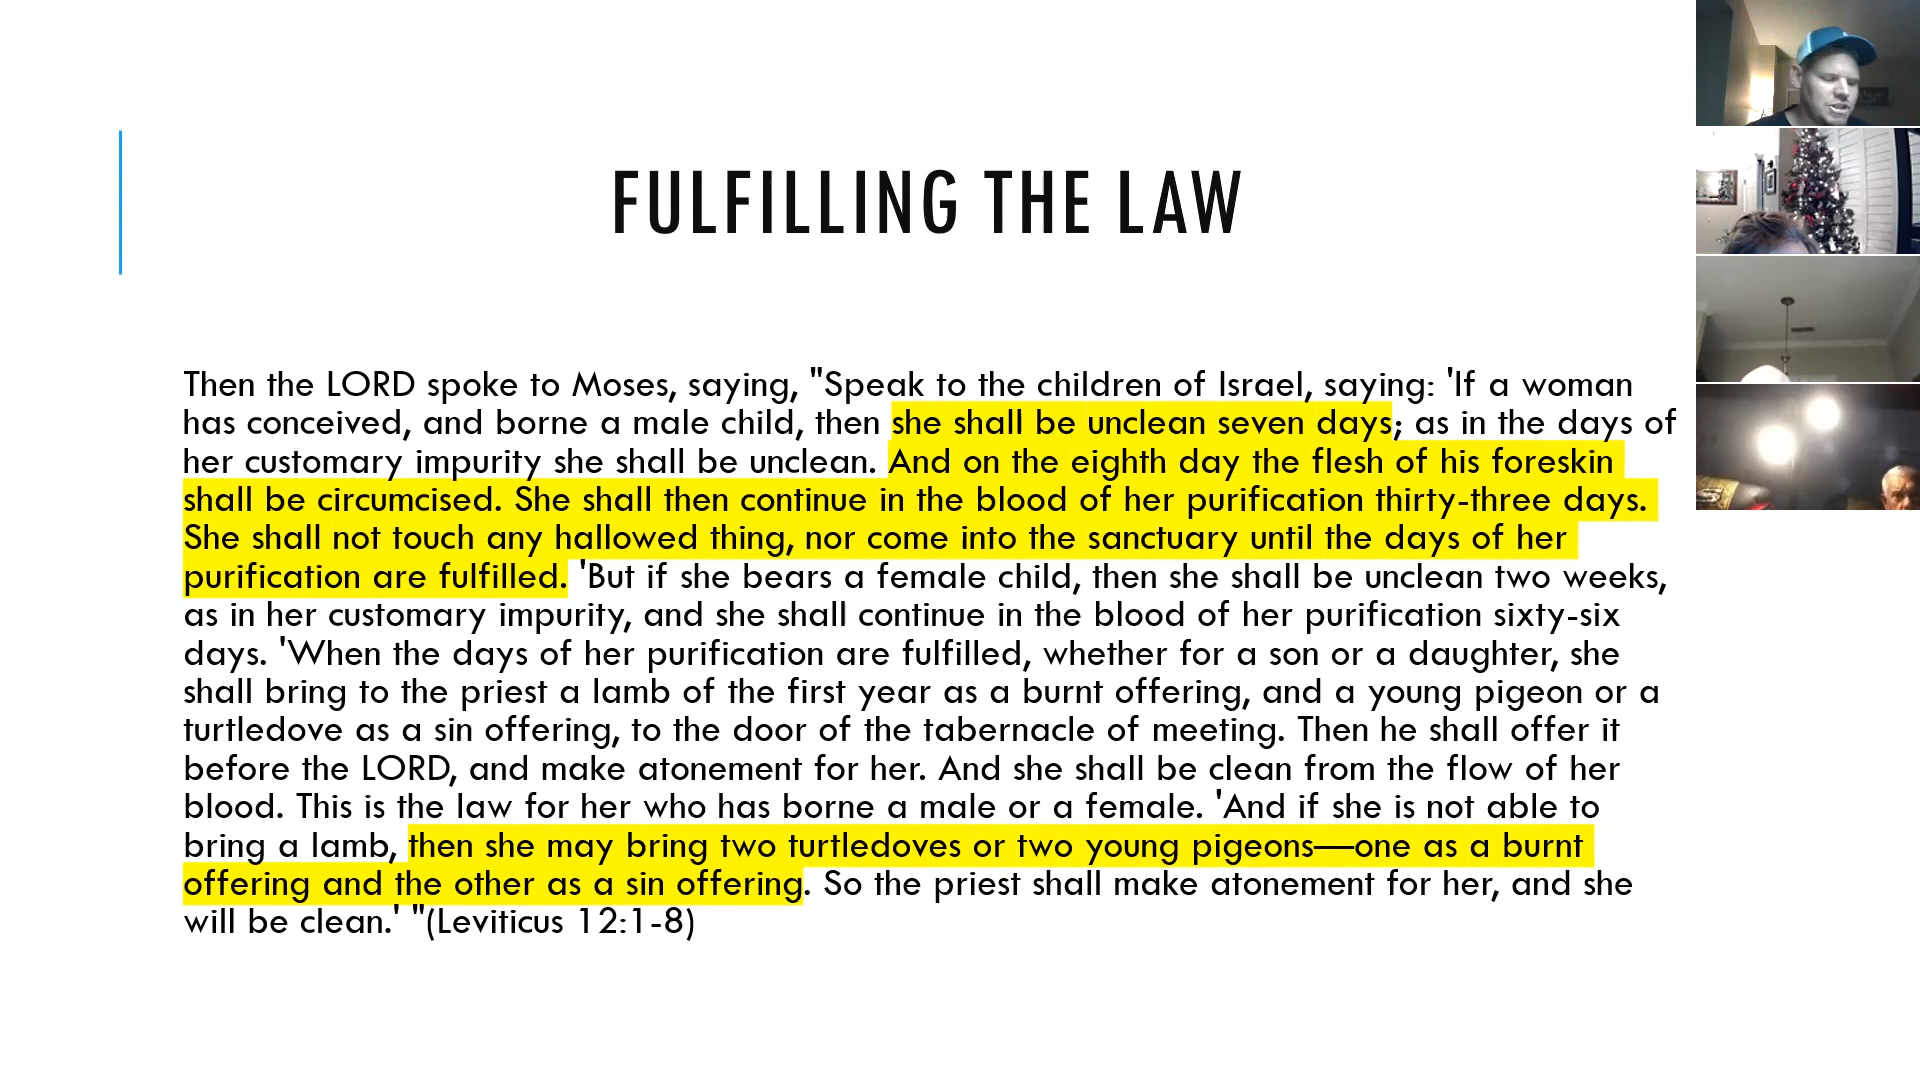 FULFILLING THE LAW
Then the LORD spoke to Moses, saying, "Speak to the children of Israel, saying: 'If a woman
has conceived, and borne a male child, then she shall be unclean seven days; as in the days of
her customary impurity she shall be unclean. And on the eighth day the flesh of his foreskin
shall be circumcised. She shall then continue in the blood of her purification thirty-three days.
She shall not touch any hallowed thing, nor come into the sanctuary until the days of her
purification are fulfilled. 'But if she bears a female child, then she shall be unclean two weeks,
as in her customary impurity, and she shall continue in the blood of her purification sixty-six
days. 'When the days of her purification are fulfilled, whether for a son or a daughter, she
shall bring to the priest a lamb of the first year as a burnt offering, and a young pigeon or a
turtledove as a sin offering, to the door of the tabernacle of meeting. Then he shall offer it
before the LORD, and make atonement for her. And she shall be clean from the flow of her
blood. This is the law for her who has borne a male or a female. 'And if she is not able to
bring a lamb, then she may bring two turtledoves or two young pigeons—one as a burnt
offering and the other as a sin offering. So the priest shall make atonement for her, and she
will be clean.' "(Leviticus 12:1-8)